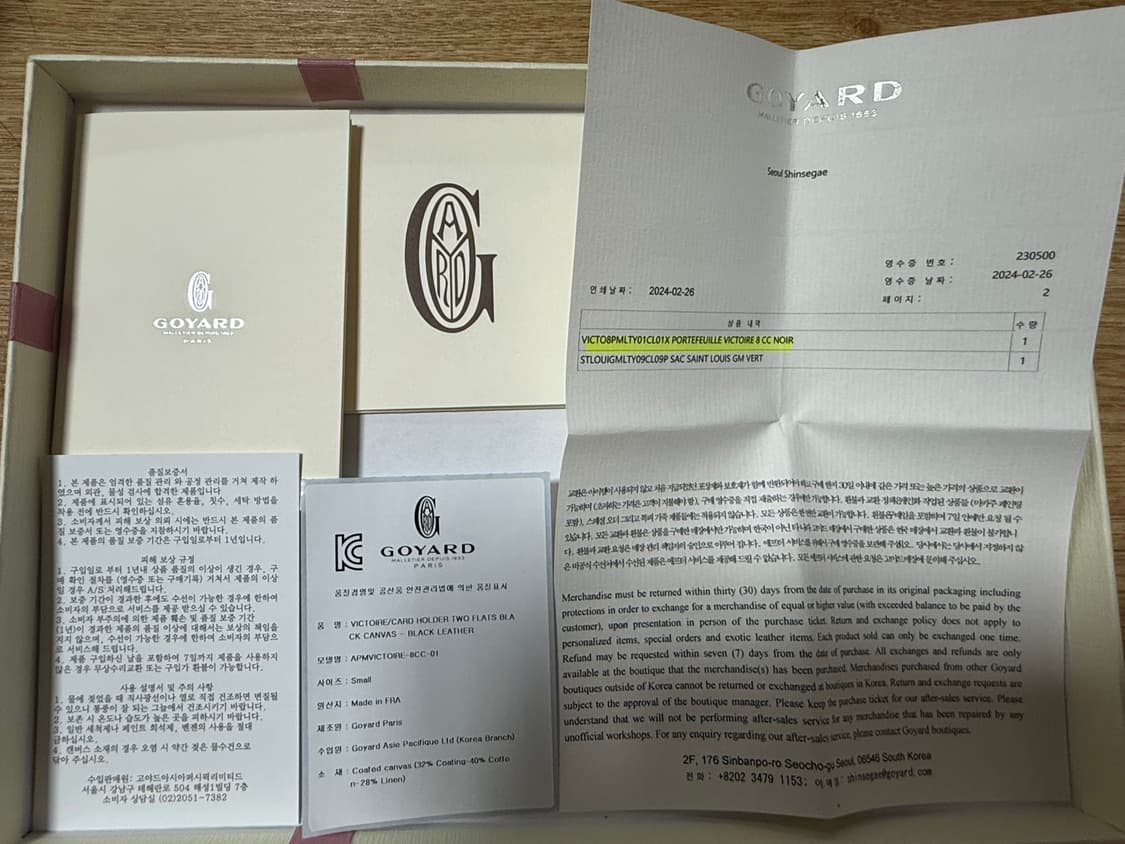 GOYARD
MALLETIER DEPUIS 1853
PARIS
GOYARD
GOYARD
MALLETIER DEPUIS 1853
Seoul Shinsegae
영수증 번호 : 230500
영수증 날짜 : 2024-02-26
페이지 : 2
인쇄날짜 : 2024-02-26
상품 내역 수량
VICTO8PMLTY01CL01X PORTEFEUILLE VICTOIRE 8 CC NOIR 1
STLOUIGMLTY09CL09P SAC SAINT LOUIS GM VERT 1
Merchandise must returned within thirty (30) days from the date of purchase in its original packaging including
protections in order to exchange for a merchandise of equal or higher value (with exceeded balance to be paid by the
customer), upon presentation in person of the purchase ticket. Return and exchange policy does not apply to
personalized items, special orders and exotic leather items. Each product sold can only be exchanged one time.
Refund may be requested within seven (7) days from the date of purchase. All exchanges and refunds are only
available at the boutique that the merchandise(s) has been purchased. Merchandises purchased from other Goyard
boutiques outside of Korea cannot be returned or exchanged at boutiques in Korea. Return and exchange requests are
subject to the approval of the boutique manager. Please keep the purchase ticket for our after-sales service. Please
understand that we will not be performing after-sales service for any merchandise that has been repaired by any
unofficial workshops. For any enquiry regarding our after-sales service, please contact Goyard boutiques.
2F, 176 Sinbanpo-ro Seocho-gu Seoul, 06546 South Korea
전화 : +8202 3479 1153; 이메일: shinsegae@goyard.com
품질보증서
1. 본 제품은 엄격한 품질 관리 와 공정 관리를 거쳐 제작 하
였으며 외관, 물성 검사에 합격한 제품입니다
2. 제품에 표시되어 있는 섬유 혼용율, 칫수, 세탁 방법을
착용 전에 반드시 확인하십시오.
3. 소비자께서 피해 보상 의뢰 시에는 반드시 본 제품의 품
질 보증서 또는 영수증을 지참하시기 바랍니다.
4. 본 제품의 품질 보증 기간은 구입일로부터 1년입니다.
피해 보상 규정
1. 구입일로 부터 1년내 상품 품질의 이상이 생긴 경우, 구
매 확인 절차를 (영수증 또는 구매기록) 거쳐서 제품의 이상
일 경우 A/S 처리해드립니다.
2. 보증 기간이 경과한 후에도 수선이 가능한 경우에 한하여
소비자의 부담으로 서비스를 제공 받으실 수 있습니다.
3. 소비자 부주의에 의한 제품 훼손 및 품질 보증 기간
(1년)이 경과한 제품의 품질 이상에 대해서는 보상의 책임을
지지 않으며, 수선이 가능한 경우에 한하여 소비자의 부담으
로 서비스해 드립니다.
4. 제품 구입하신 날을 포함하여 7일까지 제품을 사용하지
않은 경우 무상수리교환 또는 구입가 환불이 가능합니다.
사용 설명서 및 주의 사항
1. 물에 젖었을 때 직사광선이나 열로 직접 건조하면 변질될
수 있으니 통풍이 잘 되는 그늘에서 건조시키기 바랍니다.
2. 보존 시 온도나 습도가 높은 곳을 피하시기 바랍니다.
3. 일반 세척제나 페인트 희석제, 벤젠의 사용을 절대
금하십시오.
4. 캔버스 소재의 경우 오염 시 약간 젖은 물수건으로
닦아 주십시오.
수입판매원: 고야드아시아퍼시픽리미티드
서울시 강남구 테헤란로 504 해성1빌딩 7층
소비자 상담실 (02)2051-7382
GOYARD
MALLETIER DEPUIS 1853
PARIS
품질경영및 공산품 안전관리법에 의한 품질표시
품 명 : VICTOIRE/CARD HOLDER TWO FLATS BLA
CK CANVAS - BLACK LEATHER
모델명 : APMVICTOIRE-8CC-01
사이즈 : Small
원산지 : Made in FRA
제조원 : Goyard Paris
수입원 : Goyard Asie Pacifique Ltd (Korea Branch)
소 재 : Coated canvas (32% Coating-40% Cotto
n-28% Linen)